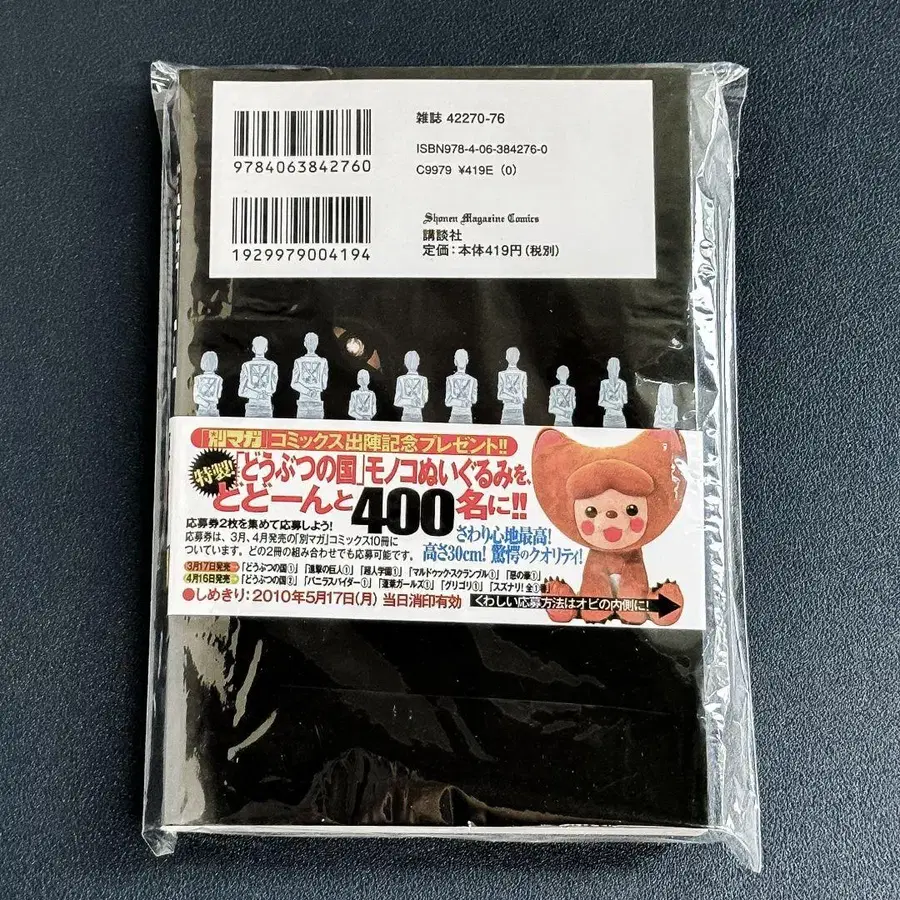 雑誌 42270-76
ISBN978-4-06-384276-0
C9979 ¥419E (0)
9784063842760
Shonen Magazine Comics
講談社
定価:本体419円(税別)
1929979004194
別マガ コミックス出陣記念プレゼント!!
特製!「どうぶつの国」モノコぬいぐるみを、
どどーんと400名に!!
応募券2枚を集めて応募しよう!
応募券は、3月、4月発売の「別マガ」コミックス10冊に
ついています。どの2冊の組み合わせでも応募可能です。
さわり心地最高!
高さ30cm! 驚愕のクオリティ!
3月17日発売→「どうぶつの国①」「進撃の巨人①」「超人学園①」「マルドゥック・スクランブル①」「惡の華①」
4月16日発売→「どうぶつの国②」「バニラスパイダー①」「蓬莱ガールズ①」「グリゴリ①」「スズナリ!全①巻」
●しめきり:2010年5月17日(月) 当日消印有効
くわしい応募方法はオビの内側に!